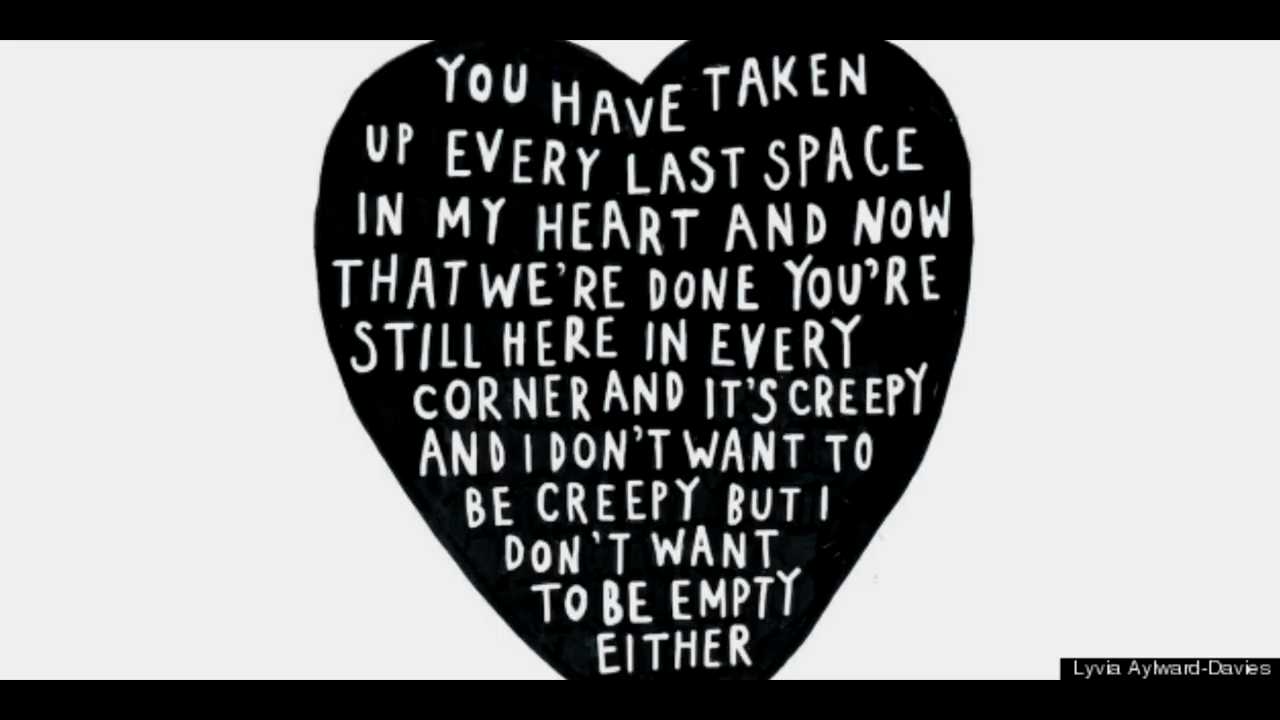 YOU HAVE TAKEN
UP EVERY LAST SPACE
IN MY HEART AND NOW
THAT WE'RE DONE YOU'RE
STILL HERE IN EVERY
CORNER AND IT'S CREEPY
AND I DON'T WANT TO
BE CREEPY BUT I
DON'T WANT
TO BE EMPTY
EITHER
Lyvia Aylward-Davies